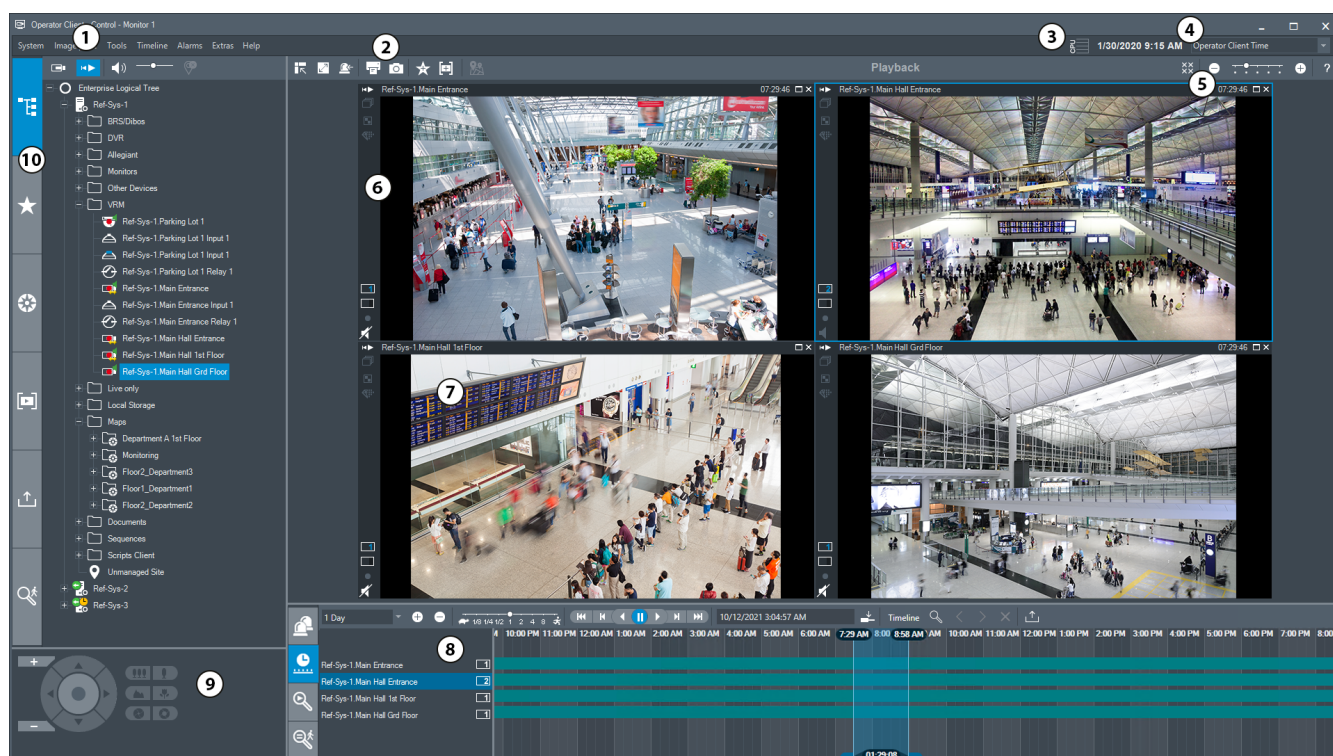 Operator Client - Control - Monitor 1
System Image Tools Timeline Alarms Extras Help
1
2
3
1/30/2020 9:15 AM
4
Operator Client Time
Playback
5
?
Enterprise Logical Tree
Ref-Sys-1
BRS/Dibos
DVR
Allegiant
Monitors
Other Devices
VRM
Ref-Sys-1.Parking Lot 1
Ref-Sys-1.Parking Lot 1 Input 1
Ref-Sys-1.Parking Lot 1 Input 1
Ref-Sys-1.Parking Lot 1 Relay 1
Ref-Sys-1.Main Entrance
Ref-Sys-1.Main Entrance Input 1
Ref-Sys-1.Main Entrance Relay 1
Ref-Sys-1.Main Hall Entrance
Ref-Sys-1.Main Hall 1st Floor
Ref-Sys-1.Main Hall Grd Floor
Live only
Local Storage
Maps
Department A 1st Floor
Monitoring
Floor2_Department3
Floor1_Department1
Floor2_Department2
Documents
Sequences
Scripts Client
Unmanaged Site
Ref-Sys-2
Ref-Sys-3
10
Ref-Sys-1.Main Entrance 07:29:46
6
1
Ref-Sys-1.Main Hall Entrance 07:29:46
2
Ref-Sys-1.Main Hall 1st Floor
7
1
Ref-Sys-1.Main Hall Grd Floor 07:29:46
B
1
9
1 Day
1/8 1/4 1/2 1 2 4 8
10/12/2021 3:04:57 AM
Timeline
8
10:00 PM 11:00 PM 12:00 AM 1:00 AM 2:00 AM 3:00 AM 4:00 AM 5:00 AM 6:00 AM 7:29 AM 8:00 8:58 AM AM 10:00 AM 11:00 AM 12:00 PM 1:00 PM 2:00 PM 3:00 PM 4:00 PM 5:00 PM 6:00 PM 7:00 PM
Ref-Sys-1.Main Entrance 1
Ref-Sys-1.Main Hall Entrance 2
Ref-Sys-1.Main Hall 1st Floor 1
Ref-Sys-1.Main Hall Grd Floor 1
01:29:08